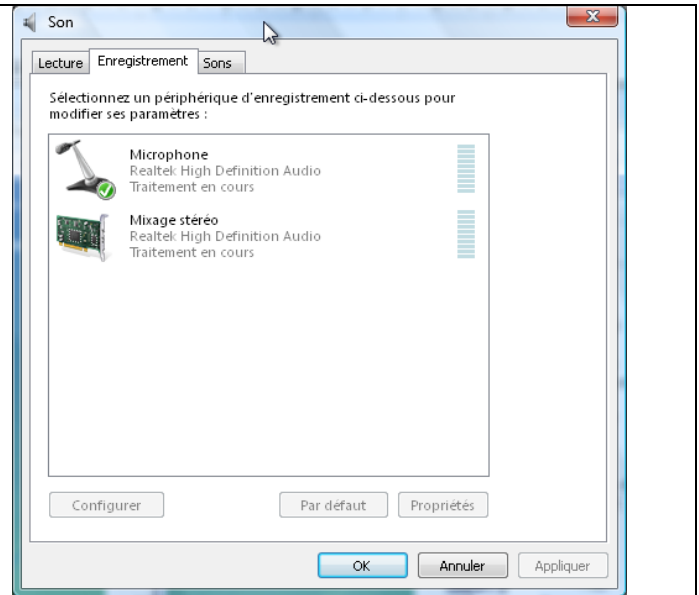 Son
Lecture Enregistrement Sons
Sélectionnez un périphérique d'enregistrement ci-dessous pour
modifier ses paramètres :
Microphone
Realtek High Definition Audio
Traitement en cours
Mixage stéréo
Realtek High Definition Audio
Traitement en cours
Configurer Par défaut Propriétés
OK Annuler Appliquer